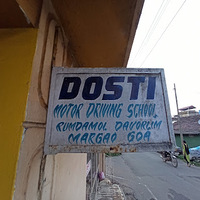 DOSTI
MOTOR DRIVING SCHOOL
RUMDAMOL DAVORLIM
MARGAO GOA